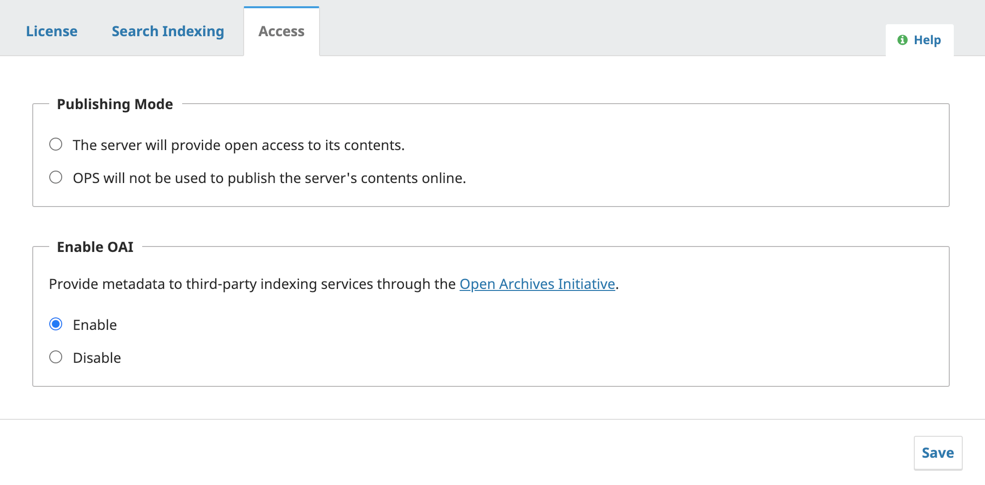 License
Search Indexing
Access
Help
Publishing Mode
The server will provide open access to its contents.
OPS will not be used to publish the server's contents online.
Enable OAI
Provide metadata to third-party indexing services through the Open Archives Initiative.
Enable
Disable
Save